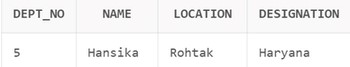 DEPT_NO NAME LOCATION DESIGNATION
5 Hansika Rohtak Haryana